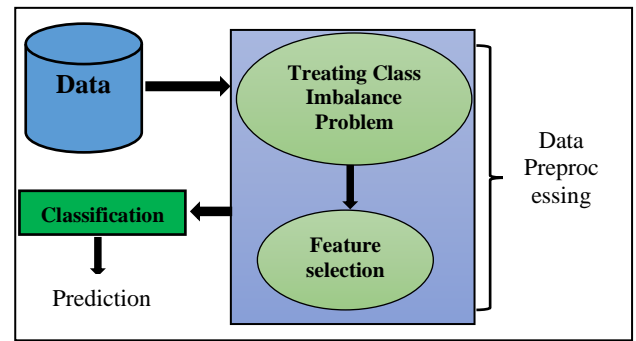 Data
Treating Class
Imbalance
Problem
Data
Preproc
essing
Classification
Feature
selection
Prediction